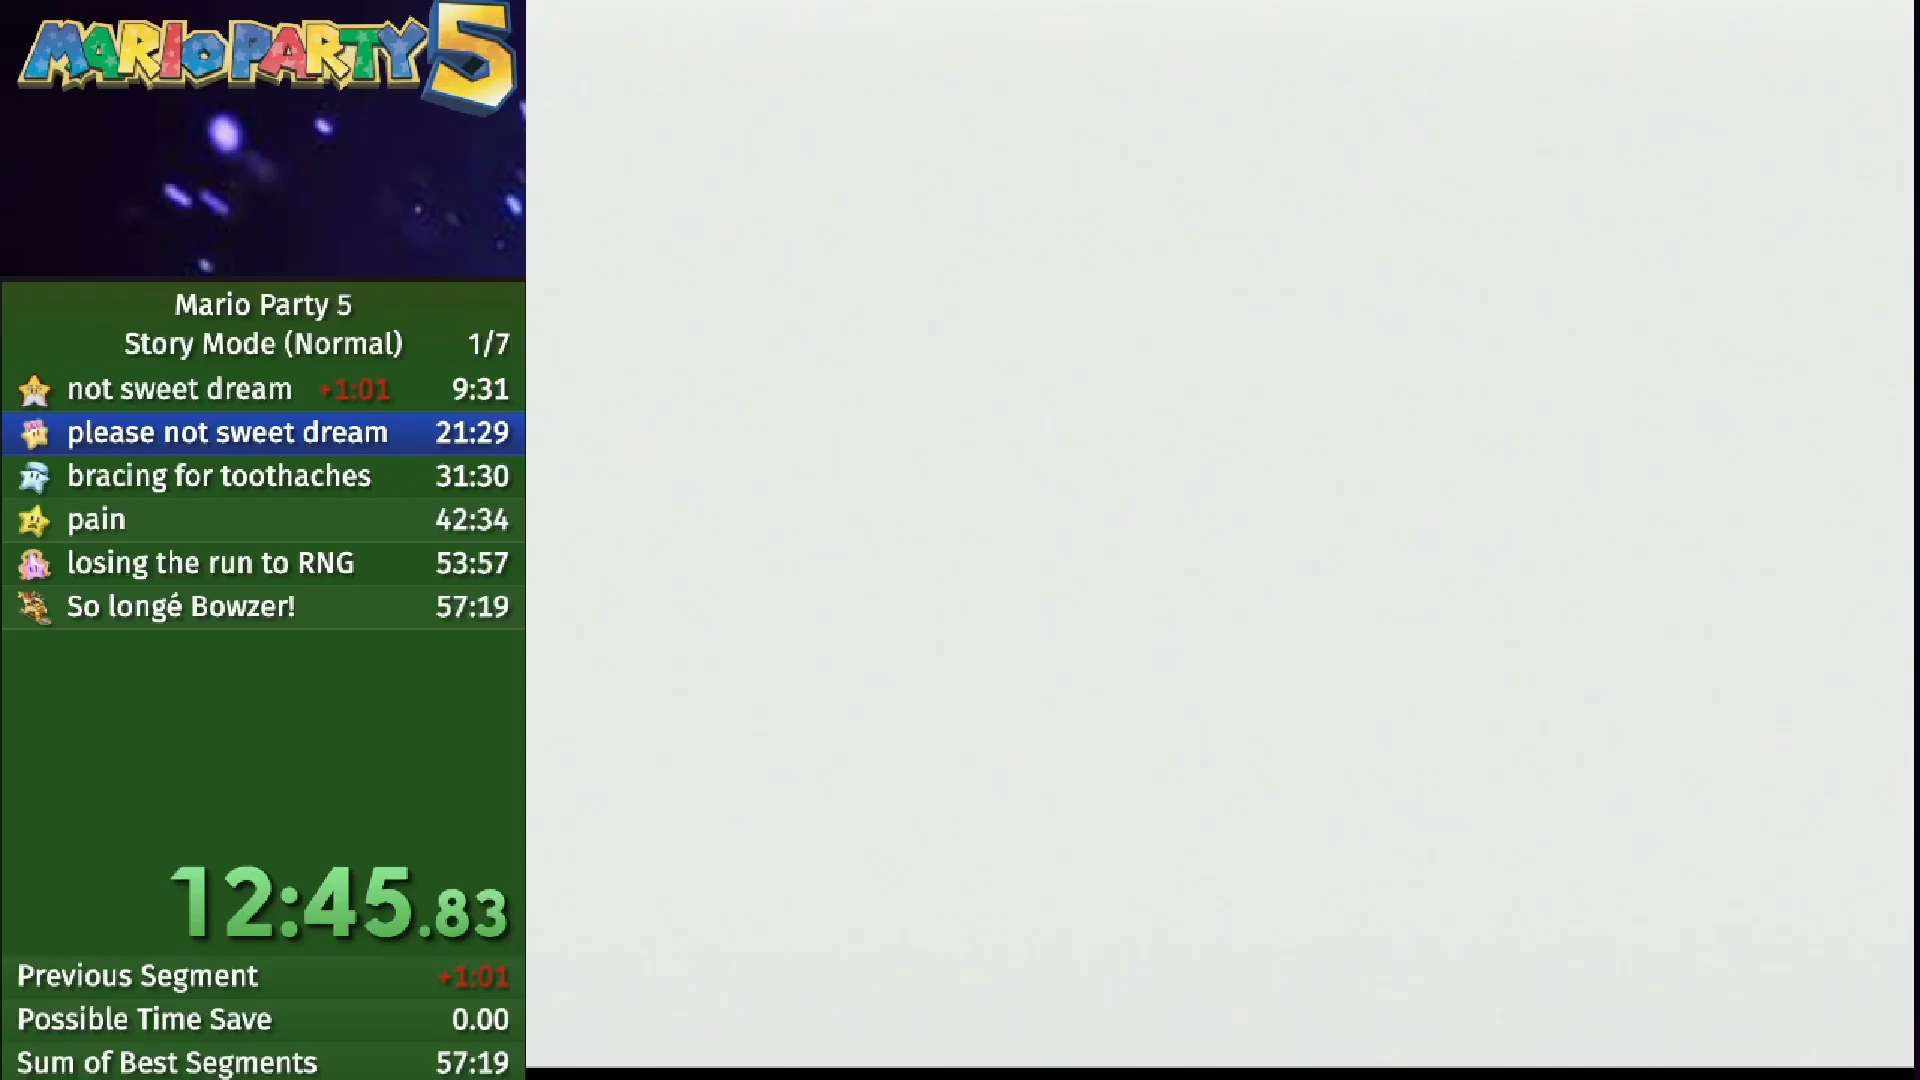 MARIO PARTY 5
Mario Party 5
Story Mode (Normal) 1/7
not sweet dream +1:01 9:31
please not sweet dream 21:29
bracing for toothaches 31:30
pain 42:34
losing the run to RNG 53:57
So longé Bowzer! 57:19
12:45.83
Previous Segment +1:01
Possible Time Save 0.00
Sum of Best Segments 57:19